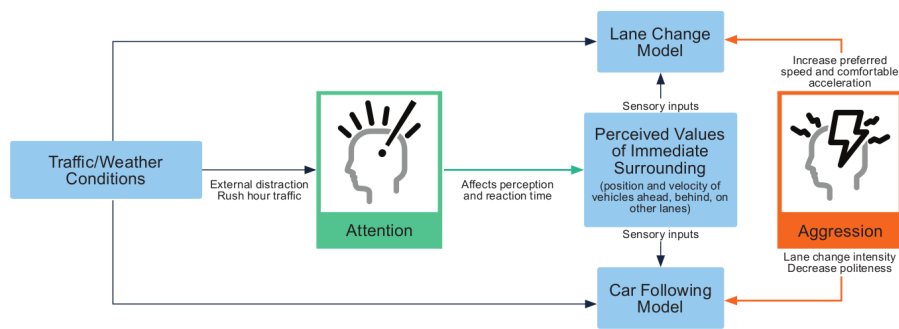 Lane Change
Model
Increase preferred
speed and comfortable
acceleration
Sensory inputs
Traffic/Weather
Conditions
External distraction
Rush hour traffic
Attention
Affects perception
and reaction time
Perceived Values
of Immediate
Surrounding
(position and velocity of
vehicles ahead, behind, on
other lanes)
Sensory inputs
Aggression
Lane change intensity
Decrease politeness
Car Following
Model